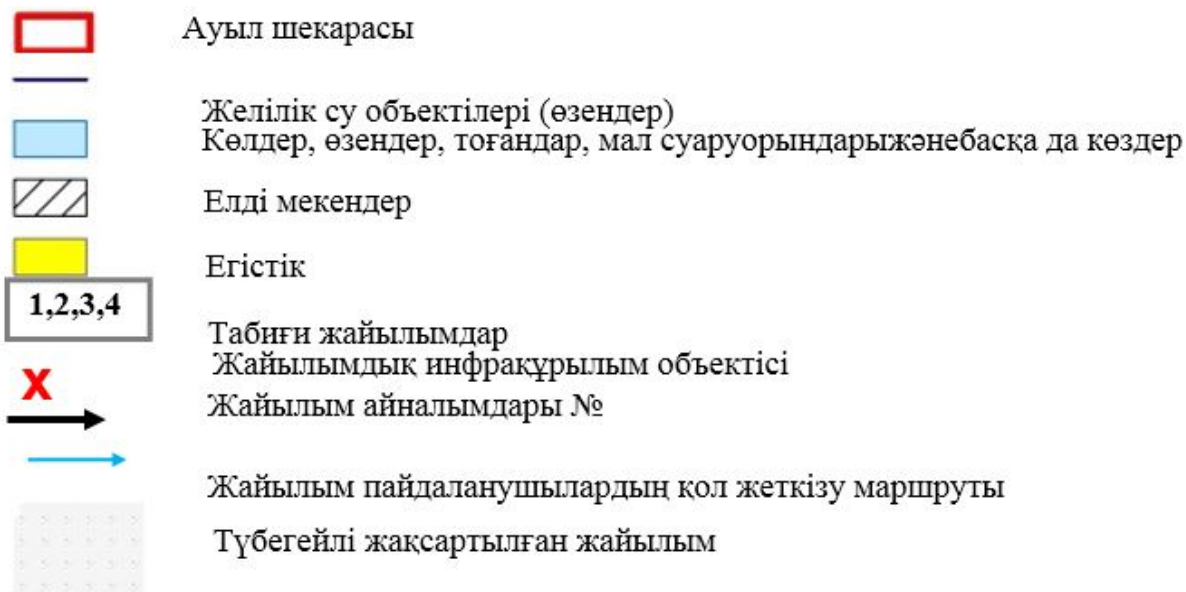 Ауыл шекарасы
Желілік су объектілері (өзендер)
Көлдер, өзендер, тоғандар, мал суаруорындарыжәнебасқа да көздер
Елді мекендер
Егістік
1,2,3,4
Табиғи жайылымдар
Жайылымдық инфрақұрылым объектісі
X
Жайылым айналымдары №
Жайылым пайдаланушылардың қол жеткізу маршруты
Түбегейлі жақсартылған жайылым